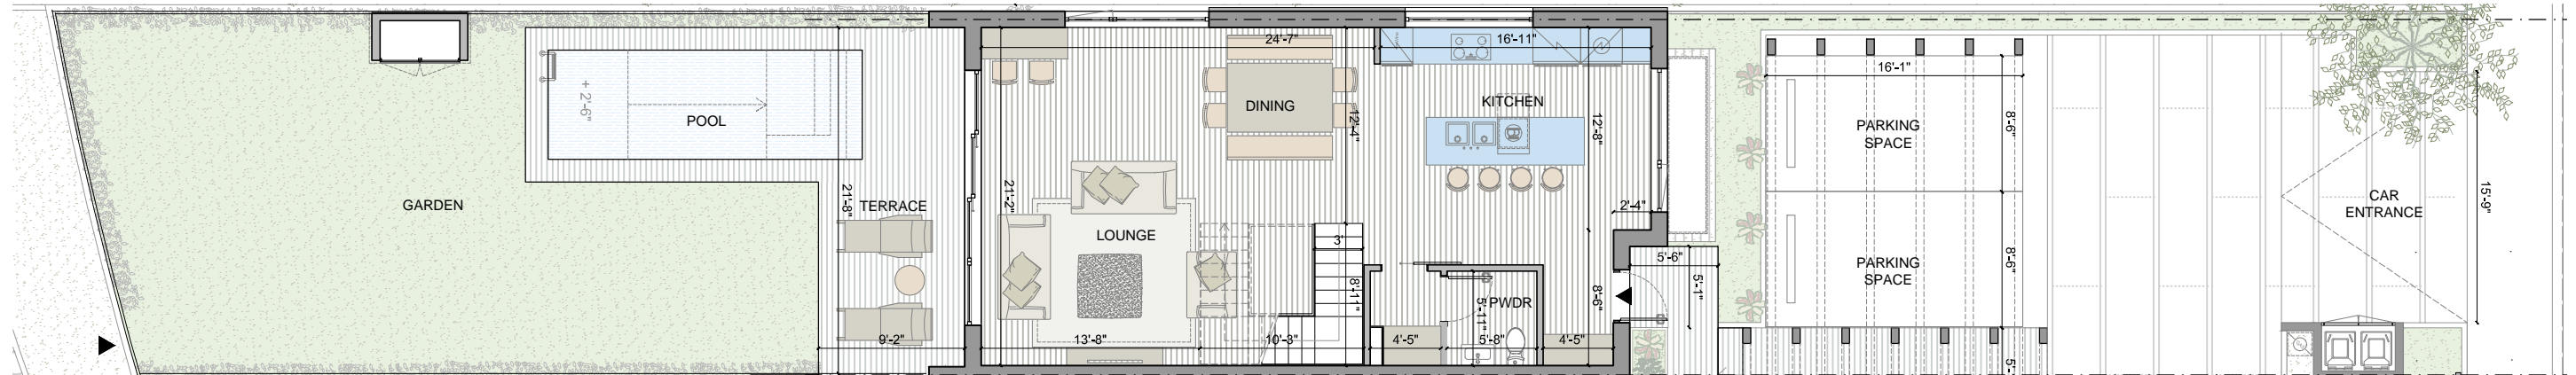 GARDEN
POOL
+ 2'-6"
TERRACE
21'-8"
9'-2"
24'-7"
21'-2"
LOUNGE
13'-8"
DINING
12'-4"
3'
8'-11"
10'-3"
16'-11"
KITCHEN
12'-8"
2'-4"
4'-5"
5'-11"
PWDR
5'-8"
8'-6"
4'-5"
5'-6"
5'-1"
16'-1"
PARKING
SPACE
8'-6"
PARKING
SPACE
8'-6"
CAR
ENTRANCE
15'-9"